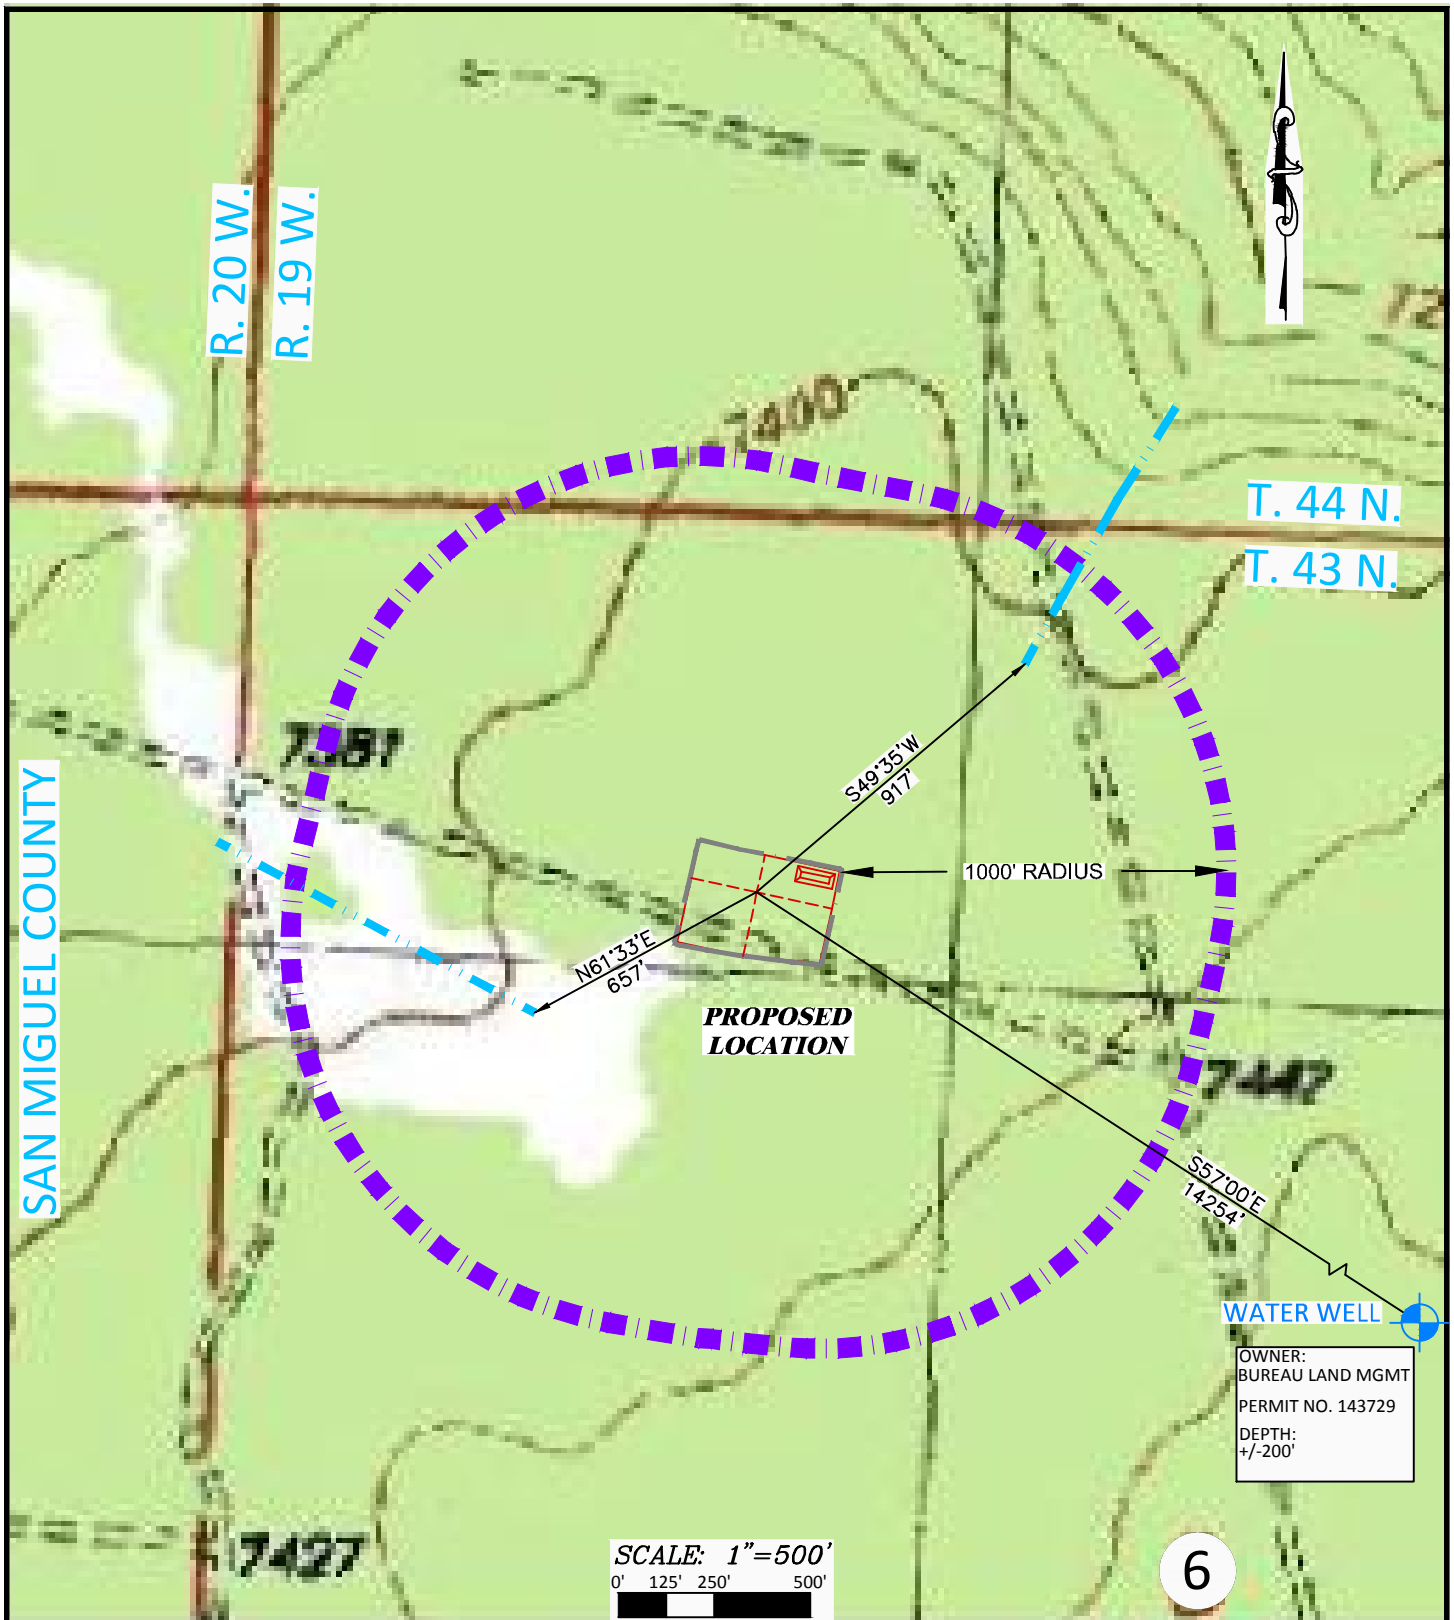 R. 20 W.
R. 19 W.
7400
T. 44 N.
T. 43 N.
SAN MIGUEL COUNTY
S49°35'W
917'
1000' RADIUS
N61°33'E
657'
PROPOSED
LOCATION
7442
S57°00'E
14254'
WATER WELL
OWNER:
BUREAU LAND MGMT
PERMIT NO. 143729
DEPTH:
+/-200'
7427
SCALE: 1"=500'
0' 125' 250' 500'
6